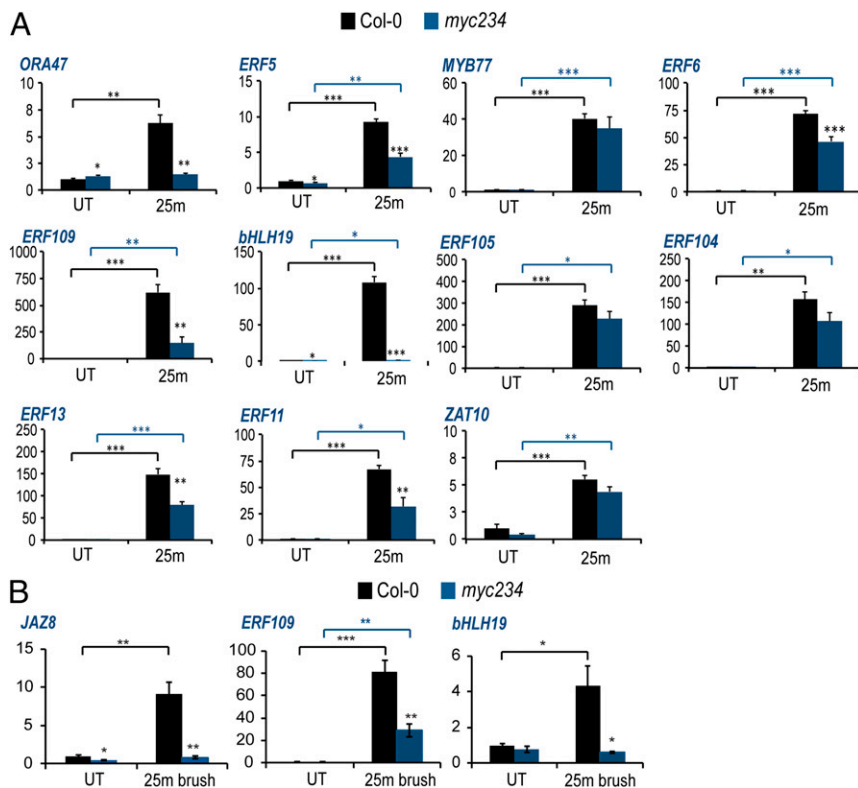 A
Col-0 myc234
ORA47 ERF5 MYB77 ERF6
** ** *** ***
*** *** ***
10 15 60 100
8 10 40 75
5 5 20 50
3 0 0 25
0 0
* ** * *** ***
UT 25m UT 25m UT 25m UT 25m
ERF109 bHLH19 ERF105 ERF104
** * * *
*** *** *** **
1000 150 500 250
750 100 400 200
500 50 300 150
250 0 200 100
0 100 50
0 0
** * ***
UT 25m UT 25m UT 25m UT 25m
ERF13 ERF11 ZAT10
*** * **
*** *** ***
250 100 10
200 75 8
150 50 5
100 25 3
50 0 0
0
** **
UT 25m UT 25m UT 25m
B
Col-0 myc234
JAZ8 ERF109 bHLH19
** ** *
***
15 100 6
10 80 4
5 60 2
0 40 0
20
0
* ** ** *
UT 25m brush UT 25m brush UT 25m brush